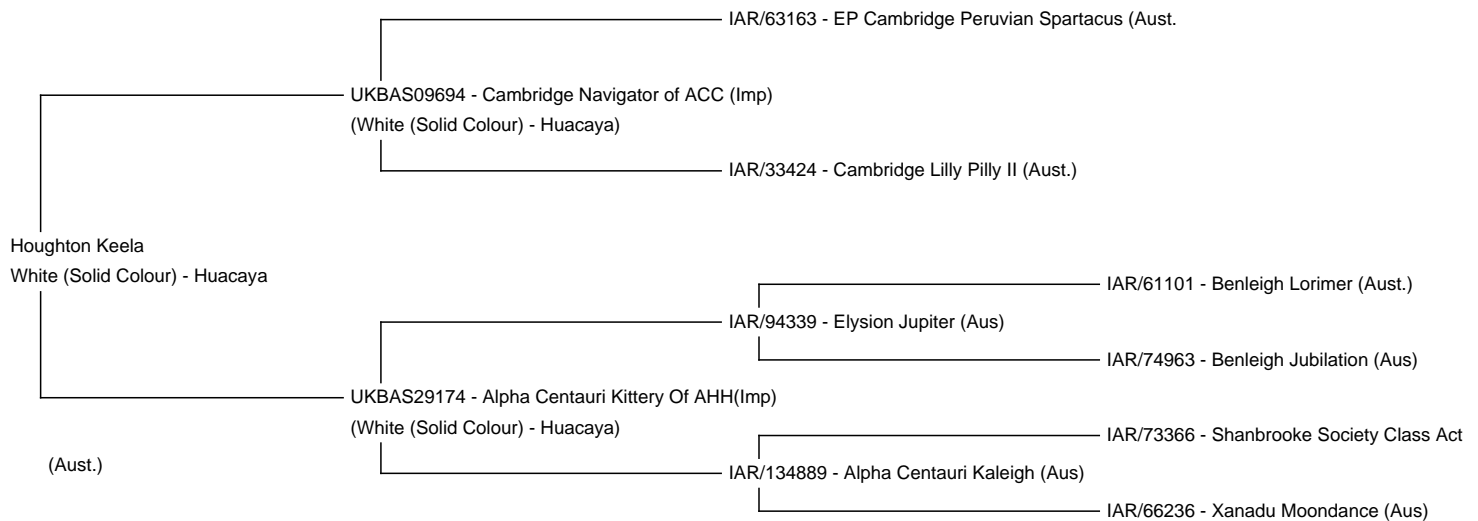 IAR/63163 - EP Cambridge Peruvian Spartacus (Aust.
UKBAS09694 - Cambridge Navigator of ACC (Imp)
(White (Solid Colour) - Huacaya)
IAR/33424 - Cambridge Lilly Pilly II (Aust.)
Houghton Keela
White (Solid Colour) - Huacaya
IAR/61101 - Benleigh Lorimer (Aust.)
IAR/94339 - Elysion Jupiter (Aus)
IAR/74963 - Benleigh Jubilation (Aus)
UKBAS29174 - Alpha Centauri Kittery Of AHH(Imp)
(White (Solid Colour) - Huacaya)
IAR/73366 - Shanbrooke Society Class Act
(Aust.)
IAR/134889 - Alpha Centauri Kaleigh (Aus)
IAR/66236 - Xanadu Moondance (Aus)